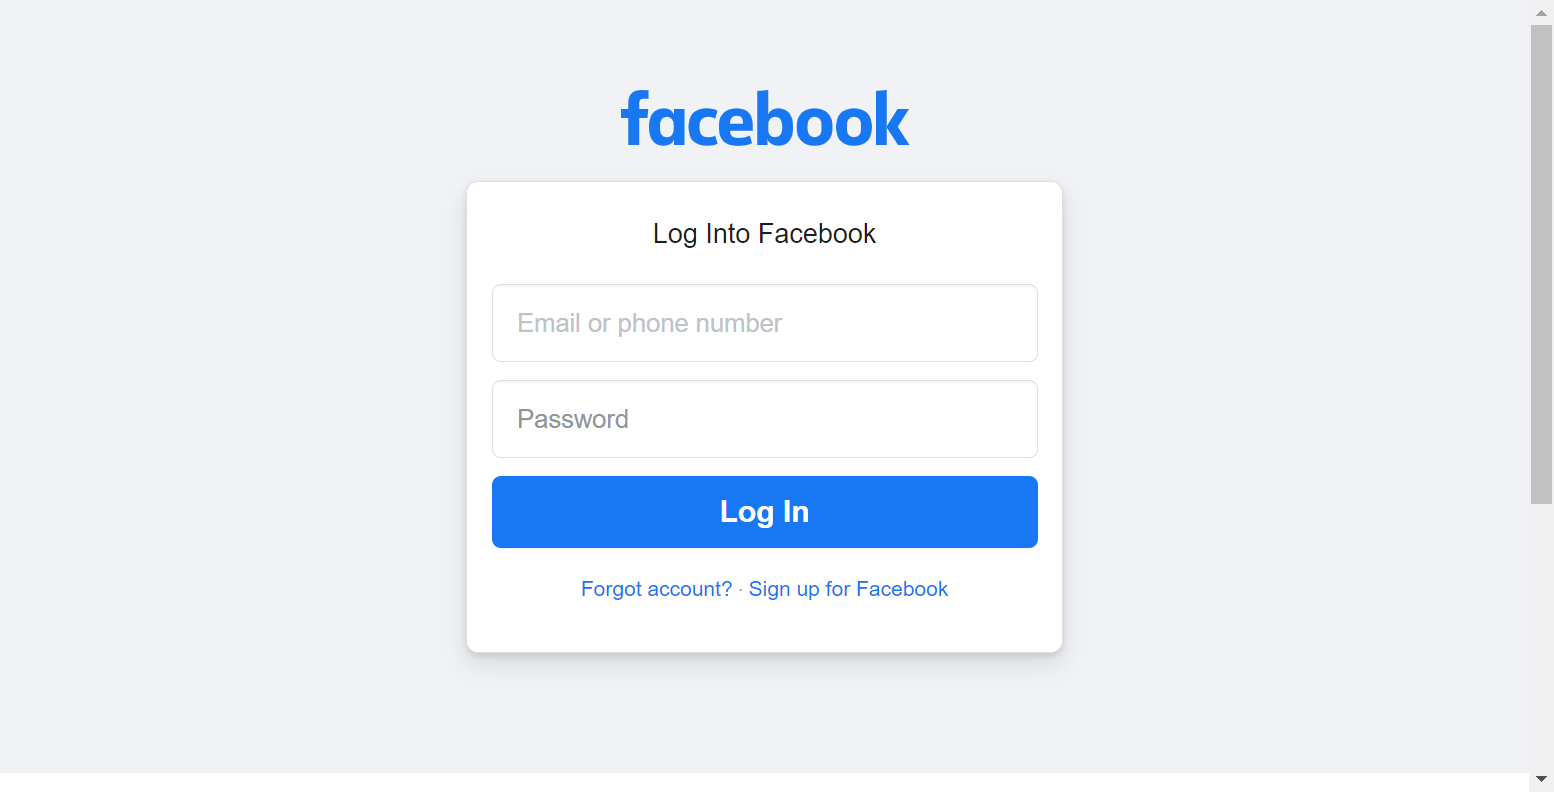 facebook
Log Into Facebook
Email or phone number
Password
Log In
Forgot account? · Sign up for Facebook